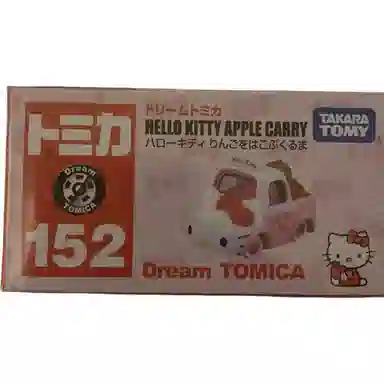 トミカ
Dream
TOMICA
152
ドリームトミカ
HELLO KITTY APPLE CARRY
ハローキティ りんごをはこぶくるま
TAKARA
TOMY
Dream TOMICA